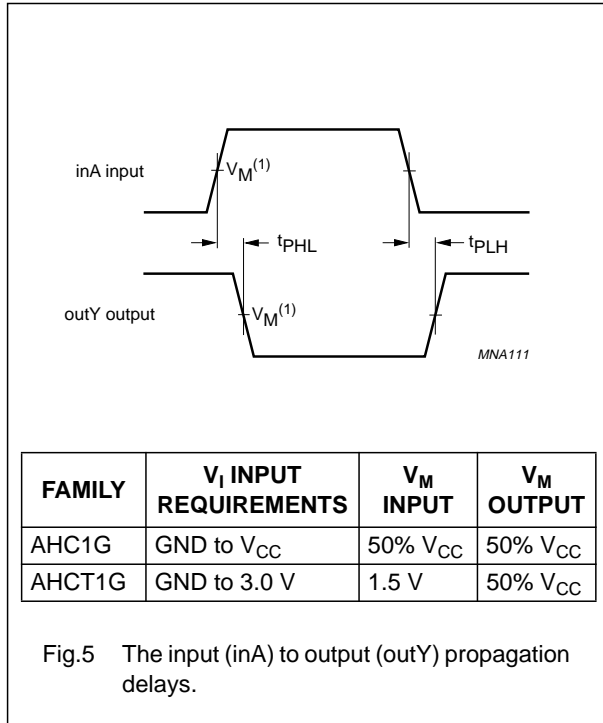 inA input
V_M^(1)
t_PHL
t_PLH
outY output
V_M^(1)
MNA111
FAMILY V_I INPUT REQUIREMENTS V_M INPUT V_M OUTPUT
AHC1G GND to V_CC 50% V_CC 50% V_CC
AHCT1G GND to 3.0 V 1.5 V 50% V_CC
Fig.5 The input (inA) to output (outY) propagation
delays.